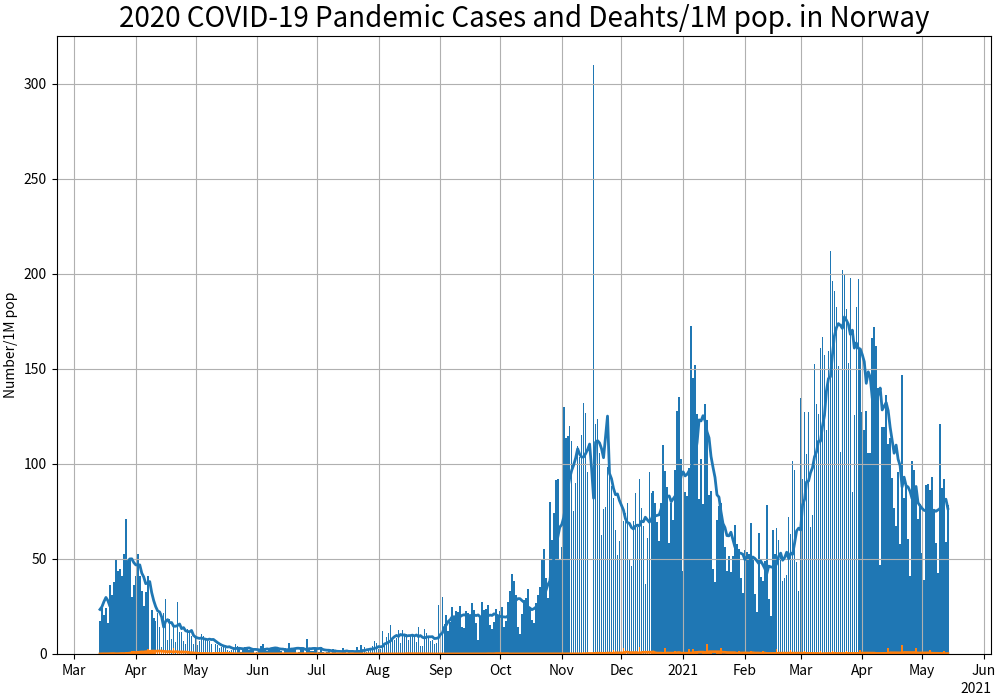 2020 COVID-19 Pandemic Cases and Deahts/1M pop. in Norway
Number/1M pop
300
250
200
150
100
50
0
Mar Apr May Jun Jul Aug Sep Oct Nov Dec 2021 Feb Mar Apr May Jun
2021